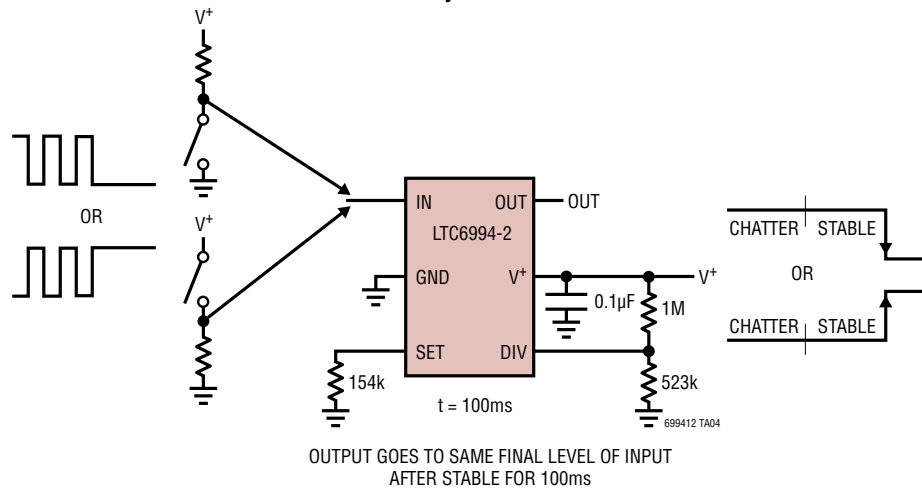 V+
OR
V+
IN
OUT
OUT
LTC6994-2
GND
V+
V+
0.1µF
1M
SET
DIV
154k
523k
t = 100ms
699412 TA04
CHATTER
STABLE
OR
CHATTER
STABLE
OUTPUT GOES TO SAME FINAL LEVEL OF INPUT
AFTER STABLE FOR 100ms